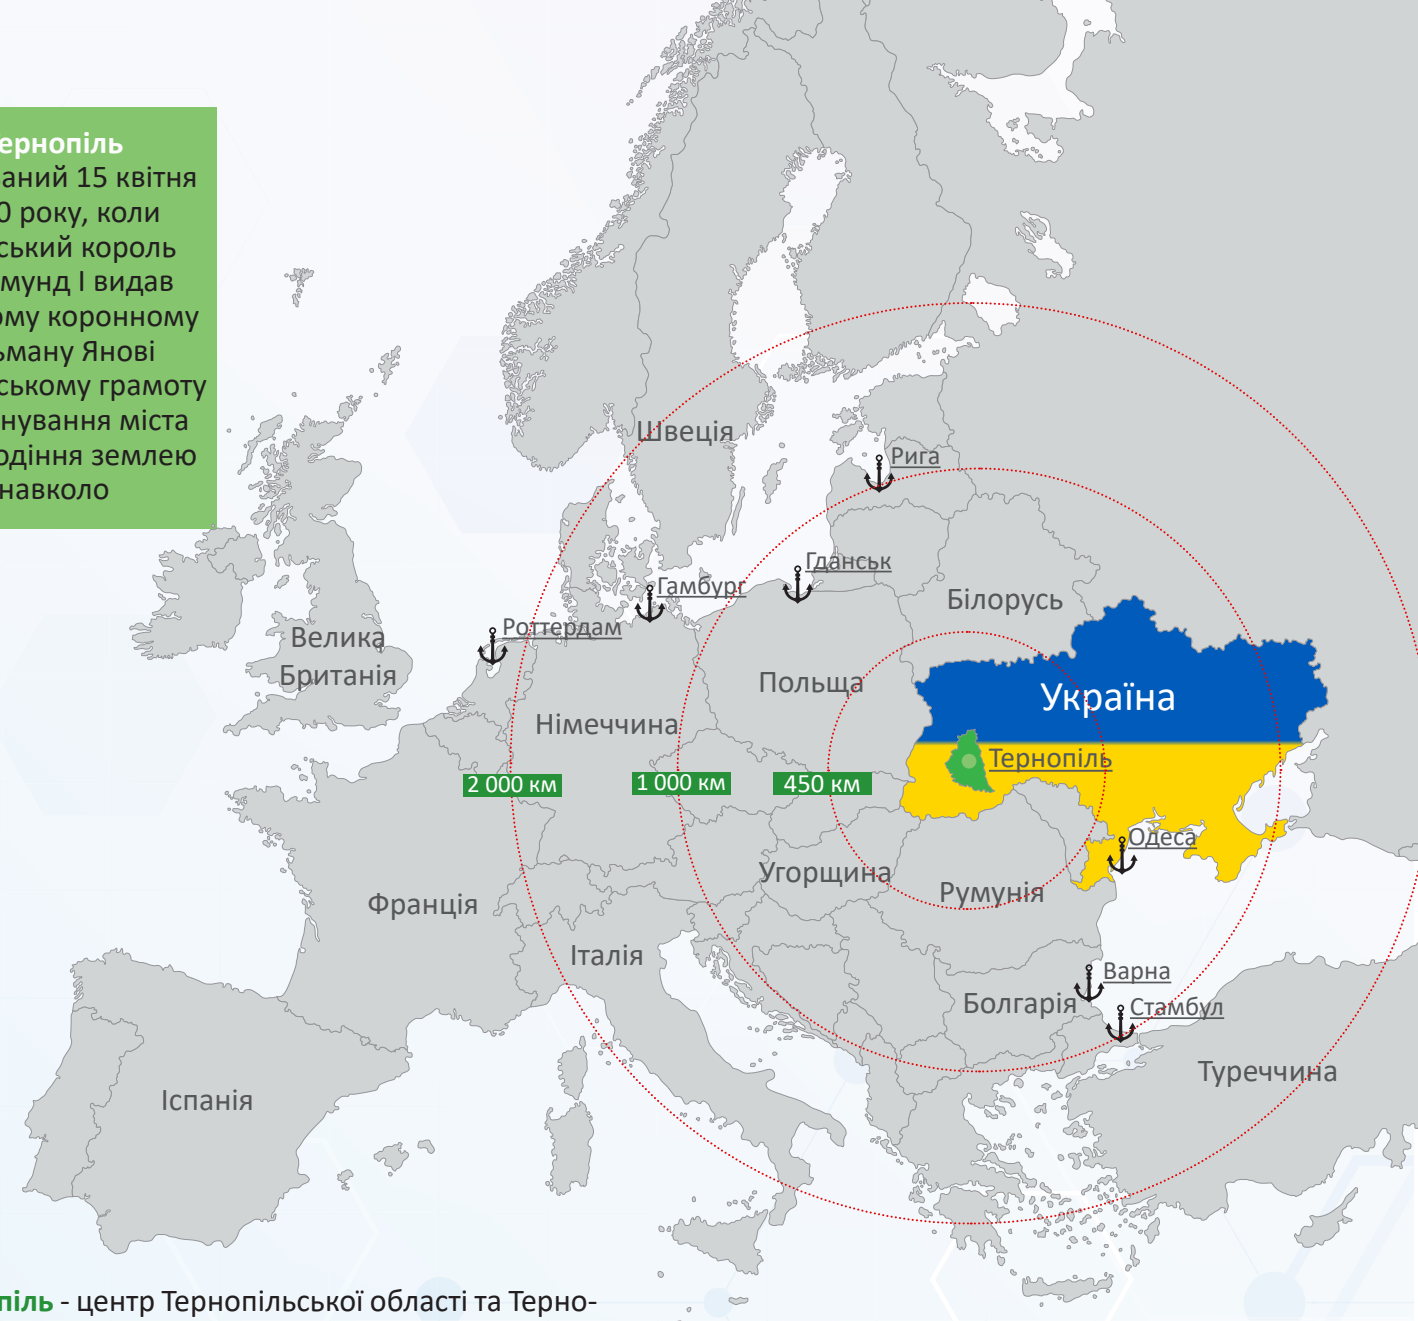 ернопіль
аний 15 квітня
0 року, коли
ський король
мунд І видав
ому коронному
ьману Янові
ському грамоту
нування міста
одіння землею
навколо
Швеція
Рига
Гданськ
Гамбург
Білорусь
Роттердам
Велика
Британія
Польща
Україна
Німеччина
Тернопіль
2 000 км
1 000 км
450 км
Одеса
Угорщина
Румунія
Франція
Італія
Варна
Болгарія
Стамбул
Туреччина
Іспанія
піль - центр Тернопільської області та Терно-